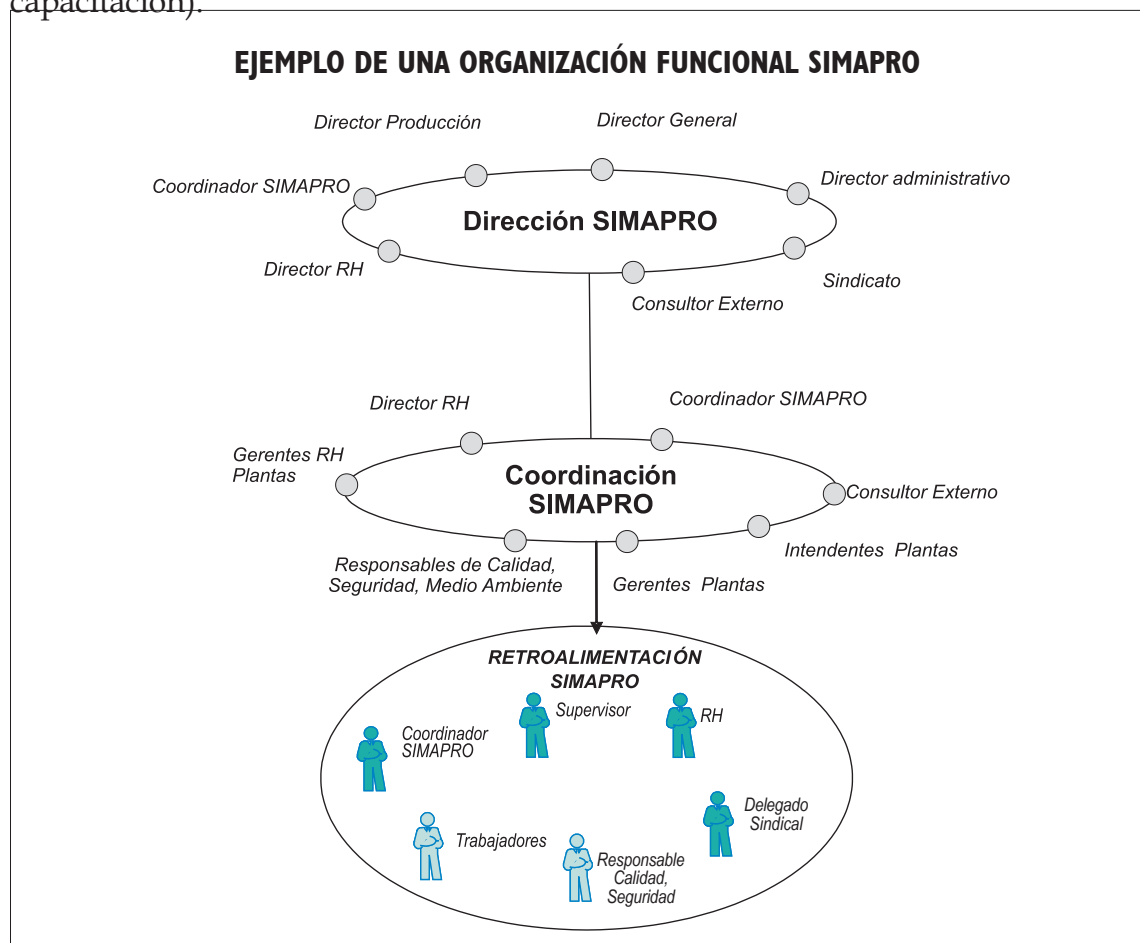 capacitación).
EJEMPLO DE UNA ORGANIZACIÓN FUNCIONAL SIMAPRO
Director Producción
Director General
Coordinador SIMAPRO
Director administrativo
Dirección SIMAPRO
Director RH
Sindicato
Consultor Externo
Director RH
Coordinador SIMAPRO
Gerentes RH
Plantas
Coordinación
SIMAPRO
Consultor Externo
Intendentes Plantas
Responsables de Calidad,
Seguridad, Medio Ambiente
Gerentes Plantas
RETROALIMENTACIÓN
SIMAPRO
Supervisor
RH
Coordinador
SIMAPRO
Delegado
Sindical
Trabajadores
Responsable
Calidad,
Seguridad